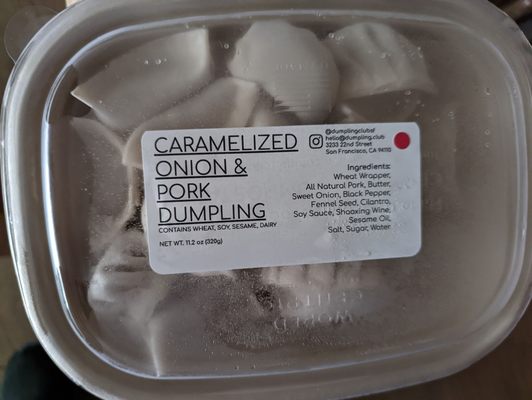 CARAMELIZED
ONION &
PORK
DUMPLING
CONTAINS WHEAT, SOY, SESAME, DAIRY
NET WT. 11.2 oz (320g)
@dumplingclubsf
hello@dumpling.club
3233 22nd Street
San Francisco, CA 94110
Ingredients:
Wheat Wrapper,
All Natural Pork, Butter,
Sweet Onion, Black Pepper,
Fennel Seed, Cilantro,
Soy Sauce, Shaoxing Wine,
Sesame Oil,
Salt, Sugar, Water
WORLD
CENTRIC